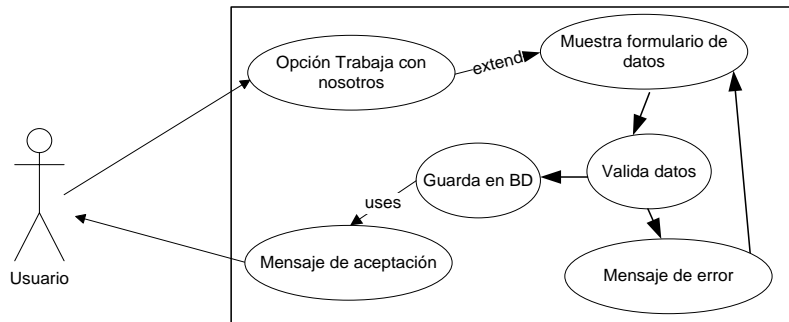 Opción Trabaja con
nosotros
extend
Muestra formulario de
datos
Guarda en BD
Valida datos
uses
Mensaje de aceptación
Mensaje de error
Usuario